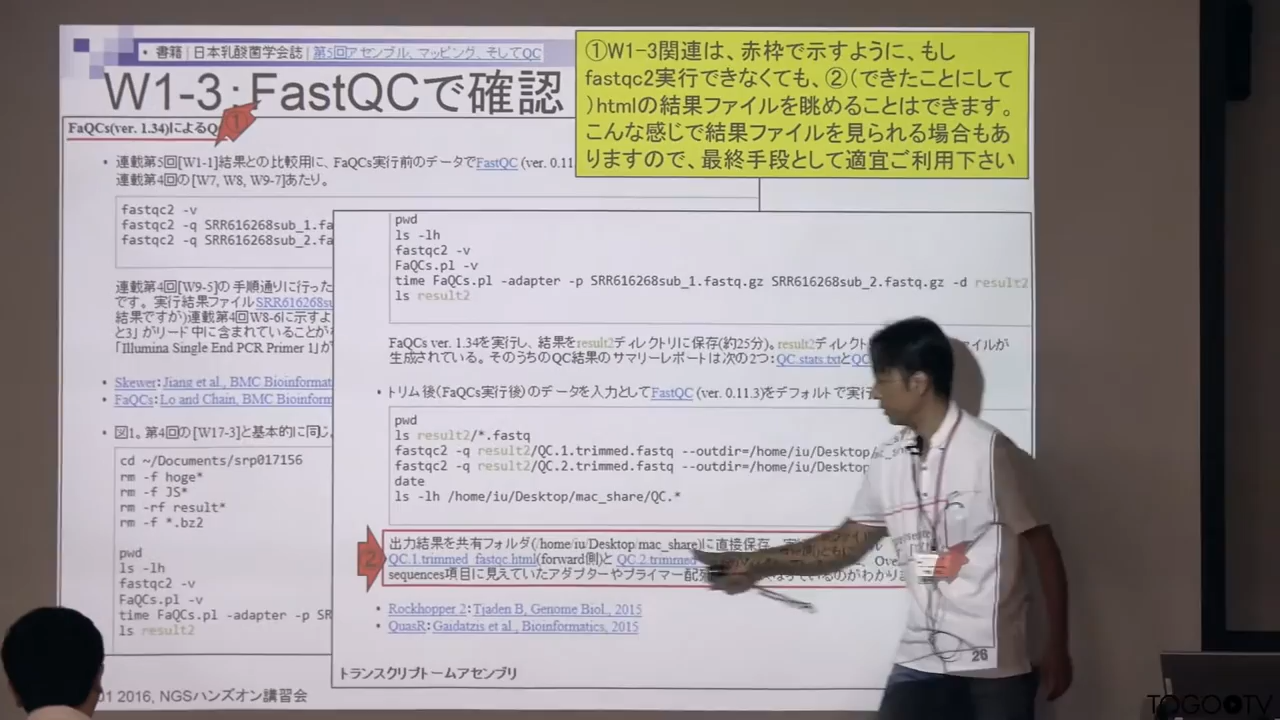 ・書籍 | 日本乳酸菌学会誌 | 第5回アセンブル、マッピング、そしてQC
W1-3:FastQCで確認
①W1-3関連は、赤枠で示すように、もし
fastqc2実行できなくても、②(できたことにして
)htmlの結果ファイルを眺めることはできます。
こんな感じで結果ファイルを見られる場合もあ
りますので、最終手段として適宜ご利用下さい
①
FaQCs(ver. 1.34)によるQ
・連載第5回[W1-1]結果との比較用に、FaQCs実行前のデータでFastQC (ver. 0.11
連載第4回の[W7, W8, W9-7]あたり。
fastqc2 -v
fastqc2 -q SRR616268sub_1.fa
fastqc2 -q SRR616268sub_2.fa
連載第4回[W9-5]の 手順通りに行った
です。実行結果ファイルSRR616268su
結果ですが)連載第4回W8-6に示すよ
と3」がリード中に含まれていることが
「Illumina Single End PCR Primer 1」が
・Skewer:Jiang et al., BMC Bioinformat
・FaQCs:Lo and Chain, BMC Bioinform
・図1。第4回の[W17-3]と基本的に同じ。
cd ~/Documents/srp017156
rm -f hoge*
rm -f JS*
rm -rf result*
rm -f *.bz2
pwd
ls -lh
fastqc2 -v
FaQCs.pl -v
time FaQCs.pl -adapter -p SR
ls result2
pwd
ls -lh
fastqc2 -v
FaQCs.pl -v
time FaQCs.pl -adapter -p SRR616268sub_1.fastq.gz SRR616268sub_2.fastq.gz -d result2
ls result2
FaQCs ver. 1.34を実行し、結果をresult2ディレクトリに保存(約25分)。result2ディレクト
イルが
生成されている。そのうちのQC結果のサマリーレポートは次の2つ:QC.stats.txtとQC
・トリム後(FaQCs実行後)のデータを入力としてFastQC (ver. 0.11.3)をデフォルトで実行
pwd
ls result2/*.fastq
fastqc2 -q result2/QC.1.trimmed.fastq --outdir=/home/iu/Desktop/mac_s
fastqc2 -q result2/QC.2.trimmed.fastq --outdir=/home/iu/Desktop
date
ls -lh /home/iu/Desktop/mac_share/QC.*
②
出力結果を共有フォルダ(/home/iu/Desktop/mac_share)に直接保存。
QC.1.trimmed_fastqc.html(forward側)と QC.2.trimmed
sequences項目に見えていたアダプターやプライマー配列
なっているのがわかりま
・Rockhopper 2:Tjaden B, Genome Biol., 2015
・QuasR:Gaidatzis et al., Bioinformatics, 2015
トランスクリプトームアセンブリ
26
01 2016, NGSハンズオン講習会
TOGOTV